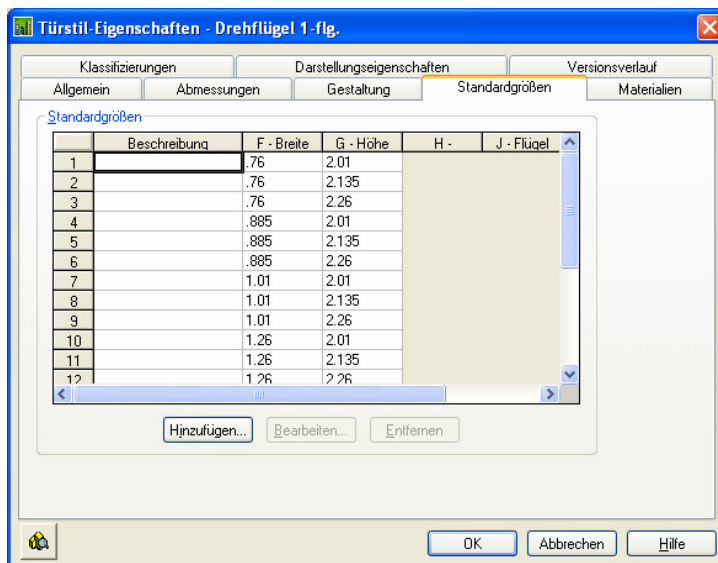 Türstil-Eigenschaften - Drehflügel 1-flg.
Klassifizierungen Darstellungseigenschaften Versionsverlauf
Allgemein Abmessungen Gestaltung Standardgrößen Materialien
Standardgrößen
Beschreibung F - Breite G - Höhe H - J - Flügel
1 .76 2.01
2 .76 2.135
3 .76 2.26
4 .885 2.01
5 .885 2.135
6 .885 2.26
7 1.01 2.01
8 1.01 2.135
9 1.01 2.26
10 1.26 2.01
11 1.26 2.135
12 1.26 2.26
Hinzufügen... Bearbeiten... Entfernen
OK Abbrechen Hilfe